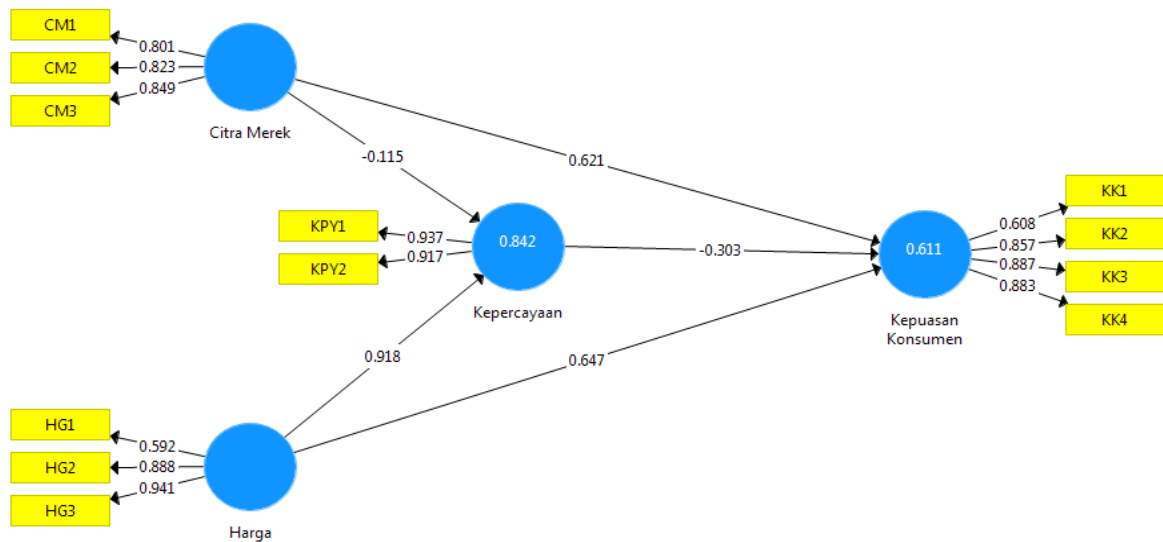 CM1
0.801
CM2
0.823
CM3
0.849
Citra Merek
-0.115
0.621
KPY1
0.937
KPY2
0.917
0.842
Kepercayaan
-0.303
0.611
Kepuasan
Konsumen
KK1
0.608
KK2
0.857
KK3
0.887
KK4
0.883
0.918
0.647
HG1
0.592
HG2
0.888
HG3
0.941
Harga